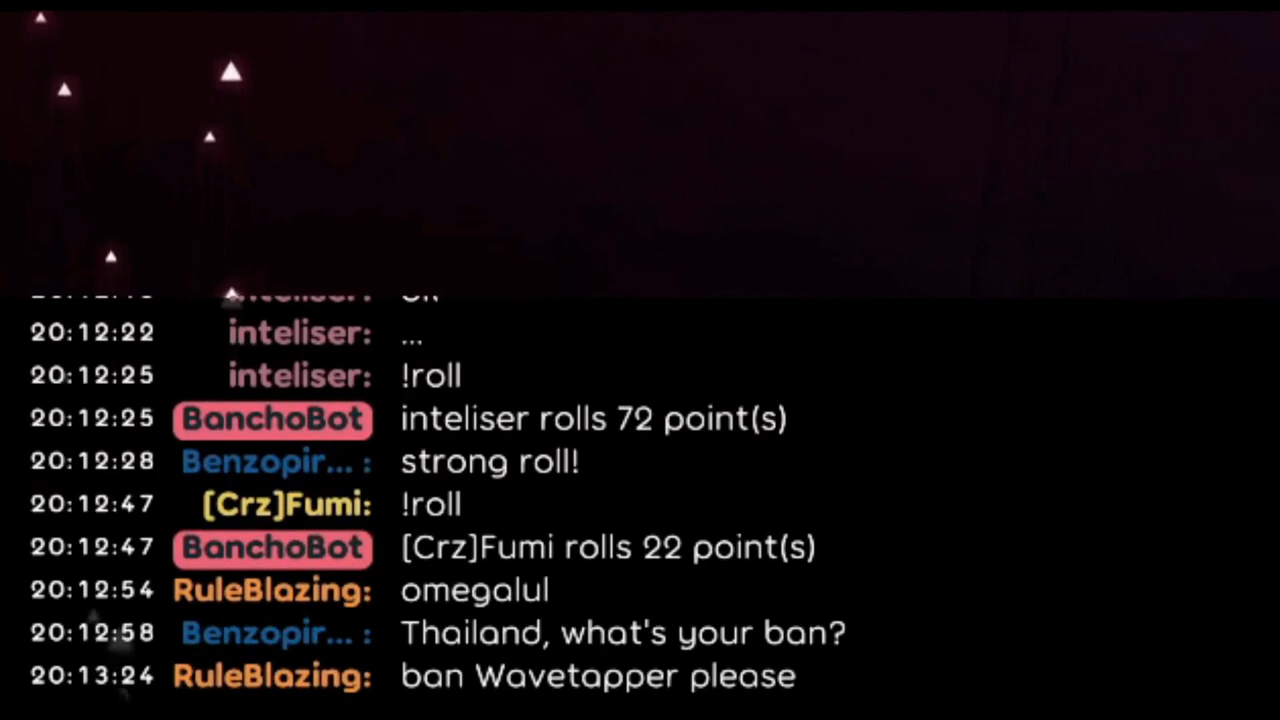 20:12:22 inteliser: ...
20:12:25 inteliser: !roll
20:12:25 BanchoBot inteliser rolls 72 point(s)
20:12:28 Benzopir... : strong roll!
20:12:47 [Crz]Fumi: !roll
20:12:47 BanchoBot [Crz]Fumi rolls 22 point(s)
20:12:54 RuleBlazing: omegalul
20:12:58 Benzopir... : Thailand, what's your ban?
20:13:24 RuleBlazing: ban Wavetapper please